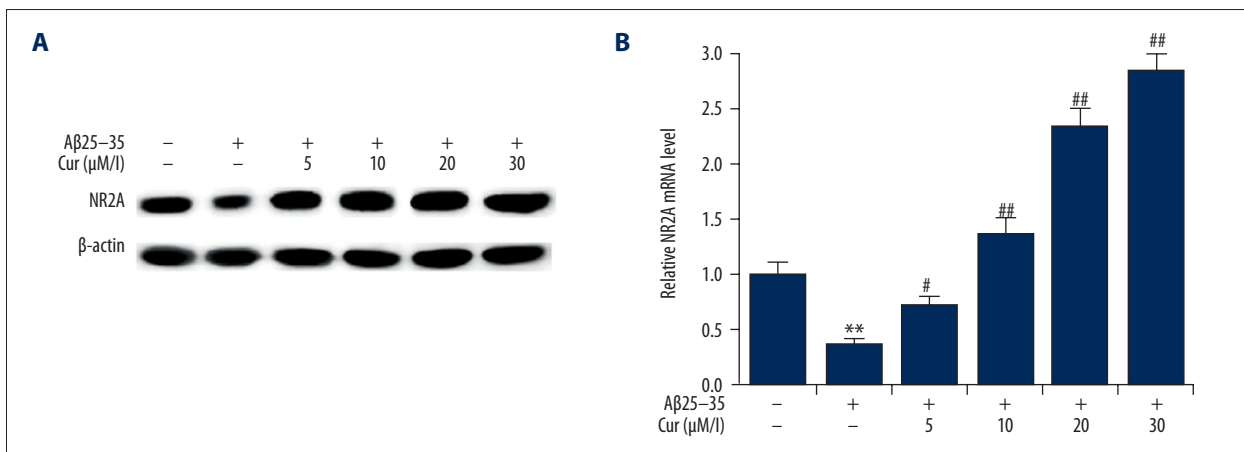 A
Aβ25–35 – + + + + +
Cur (µM/l) – – 5 10 20 30
NR2A
β-actin
B
Relative NR2A mRNA level
3.0
2.5
2.0
1.5
1.0
0.5
0.0
**
#
##
##
##
Aβ25–35 – + + + + +
Cur (µM/l) – – 5 10 20 30